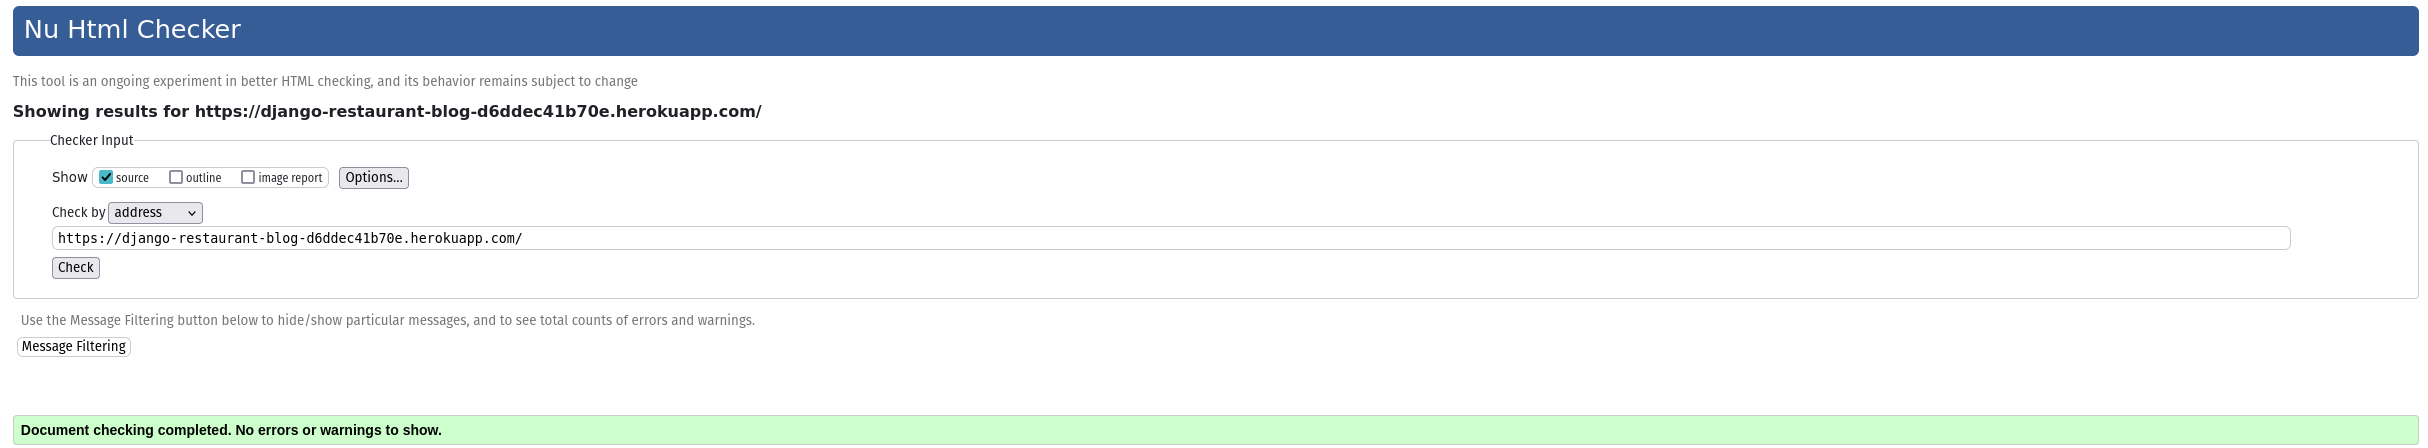 Nu Html Checker
This tool is an ongoing experiment in better HTML checking, and its behavior remains subject to change
Showing results for https://django-restaurant-blog-d6ddec41b70e.herokuapp.com/
Checker Input
Show source outline image report Options...
Check by address
https://django-restaurant-blog-d6ddec41b70e.herokuapp.com/
Check
Use the Message Filtering button below to hide/show particular messages, and to see total counts of errors and warnings.
Message Filtering
Document checking completed. No errors or warnings to show.